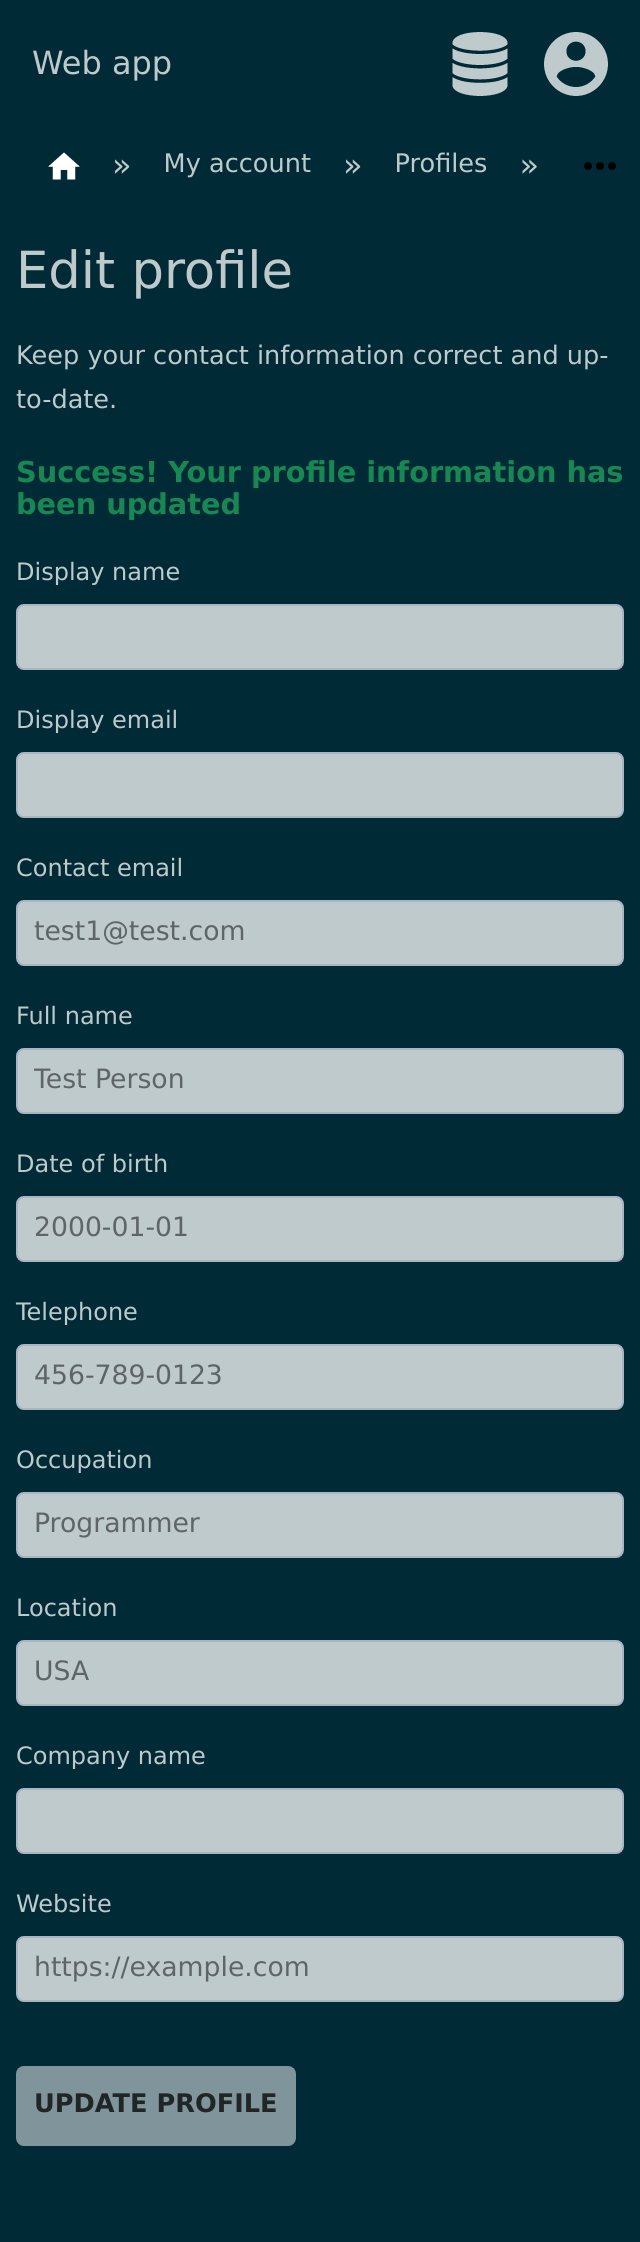 Web app
» My account » Profiles » •••
Edit profile
Keep your contact information correct and up-
to-date.
Success! Your profile information has
been updated
Display name
Display email
Contact email
test1@test.com
Full name
Test Person
Date of birth
2000-01-01
Telephone
456-789-0123
Occupation
Programmer
Location
USA
Company name
Website
https://example.com
UPDATE PROFILE